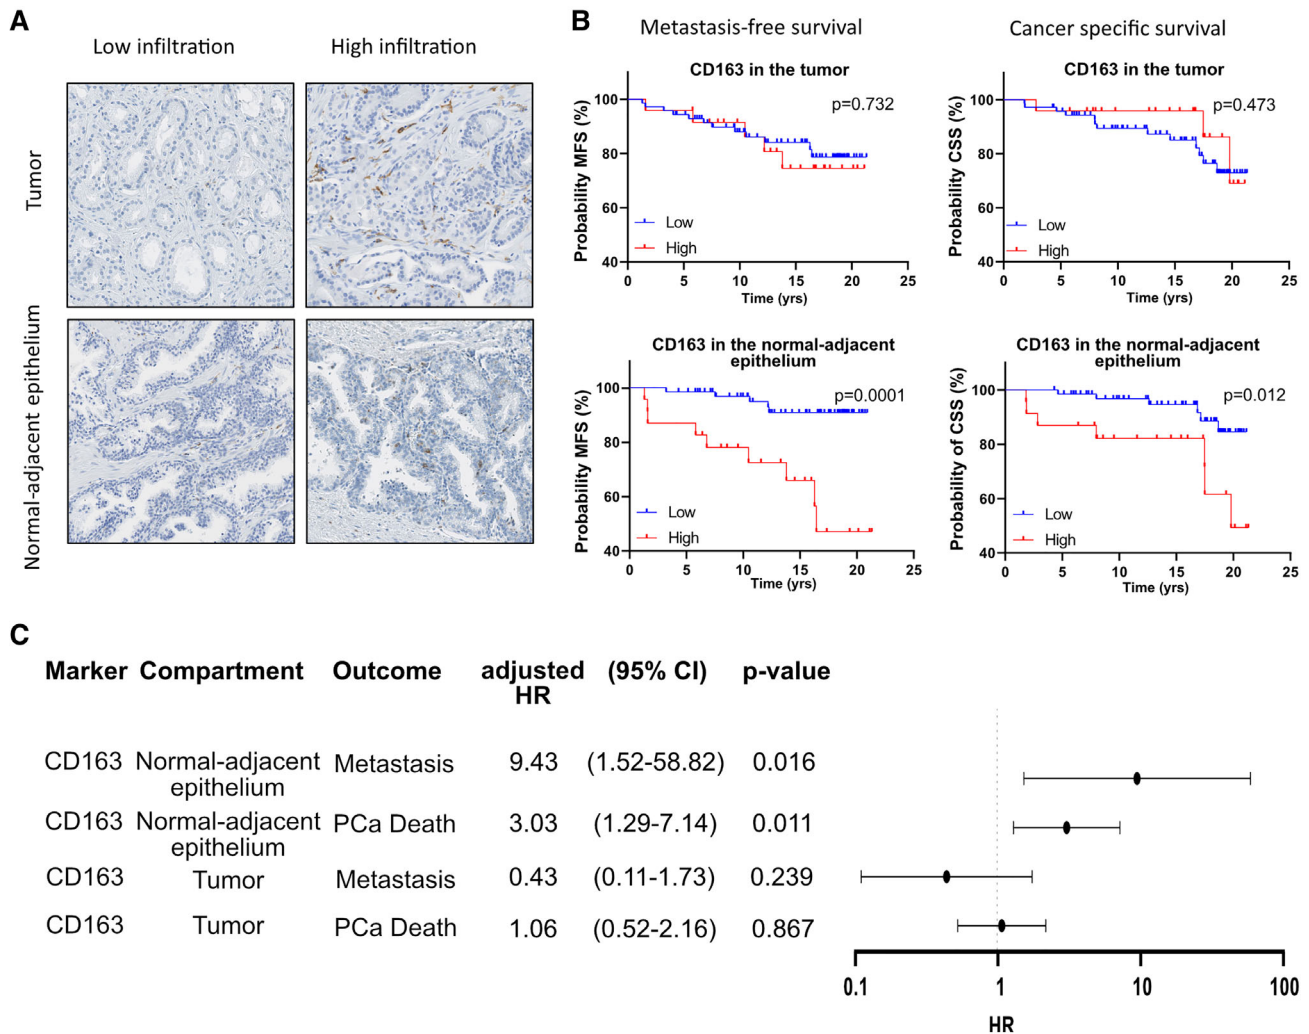 A
Low infiltration
High infiltration
Tumor
Normal-adjacent epithelium
B
Metastasis-free survival
Cancer specific survival
CD163 in the tumor
p=0.732
Probability MFS (%)
100
80
60
40
Low
High
0 5 10 15 20 25
Time (yrs)
CD163 in the tumor
p=0.473
Probability CSS (%)
100
80
60
40
Low
High
0 5 10 15 20 25
Time (yrs)
CD163 in the normal-adjacent
epithelium
p=0.0001
Probability MFS (%)
100
80
60
40
Low
High
0 5 10 15 20 25
Time (yrs)
CD163 in the normal-adjacent
epithelium
p=0.012
Probability of CSS (%)
100
80
60
40
Low
High
0 5 10 15 20 25
Time (yrs)
C
Marker Compartment Outcome adjusted (95% CI) p-value
HR
CD163 Normal-adjacent Metastasis 9.43 (1.52-58.82) 0.016
epithelium
CD163 Normal-adjacent PCa Death 3.03 (1.29-7.14) 0.011
epithelium
CD163 Tumor Metastasis 0.43 (0.11-1.73) 0.239
CD163 Tumor PCa Death 1.06 (0.52-2.16) 0.867
0.1 1 10 100
HR